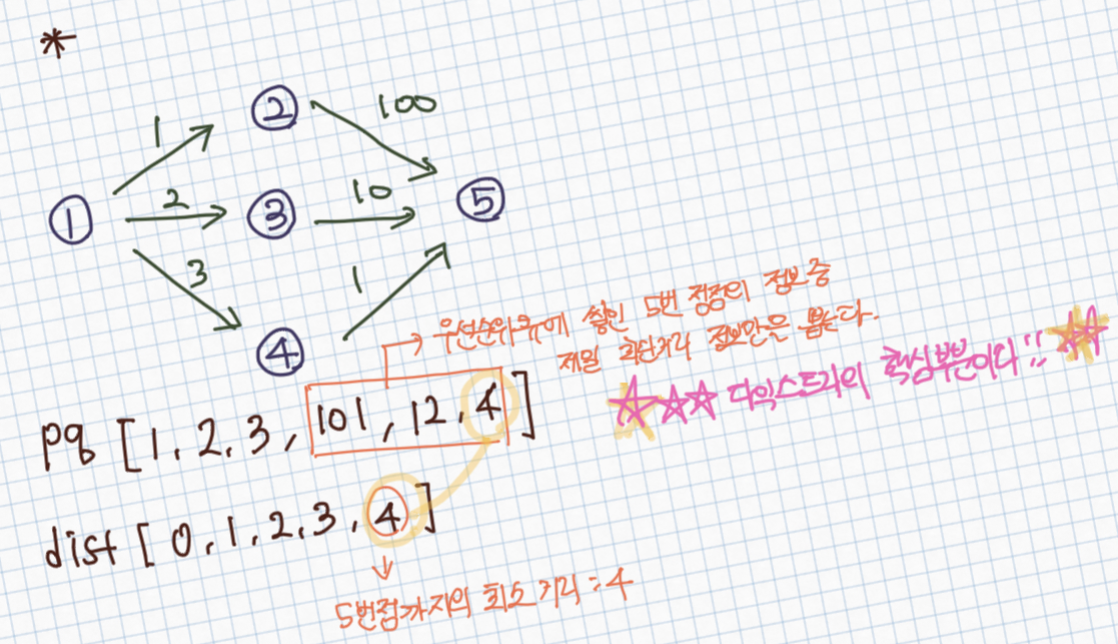 *
1
2
100
①
2
③
10
⑤
3
④
1
우선순위큐에 쌓인 5번 정점의 정보중
제일 최단거리 정보만을 뽑는다.
☆☆☆ 다익스트라의 핵심부분이다!! ☆☆
pq [1, 2, 3, 101, 12, 4]
dist [0, 1, 2, 3, 4]
5번점까지의 최소거리 = 4